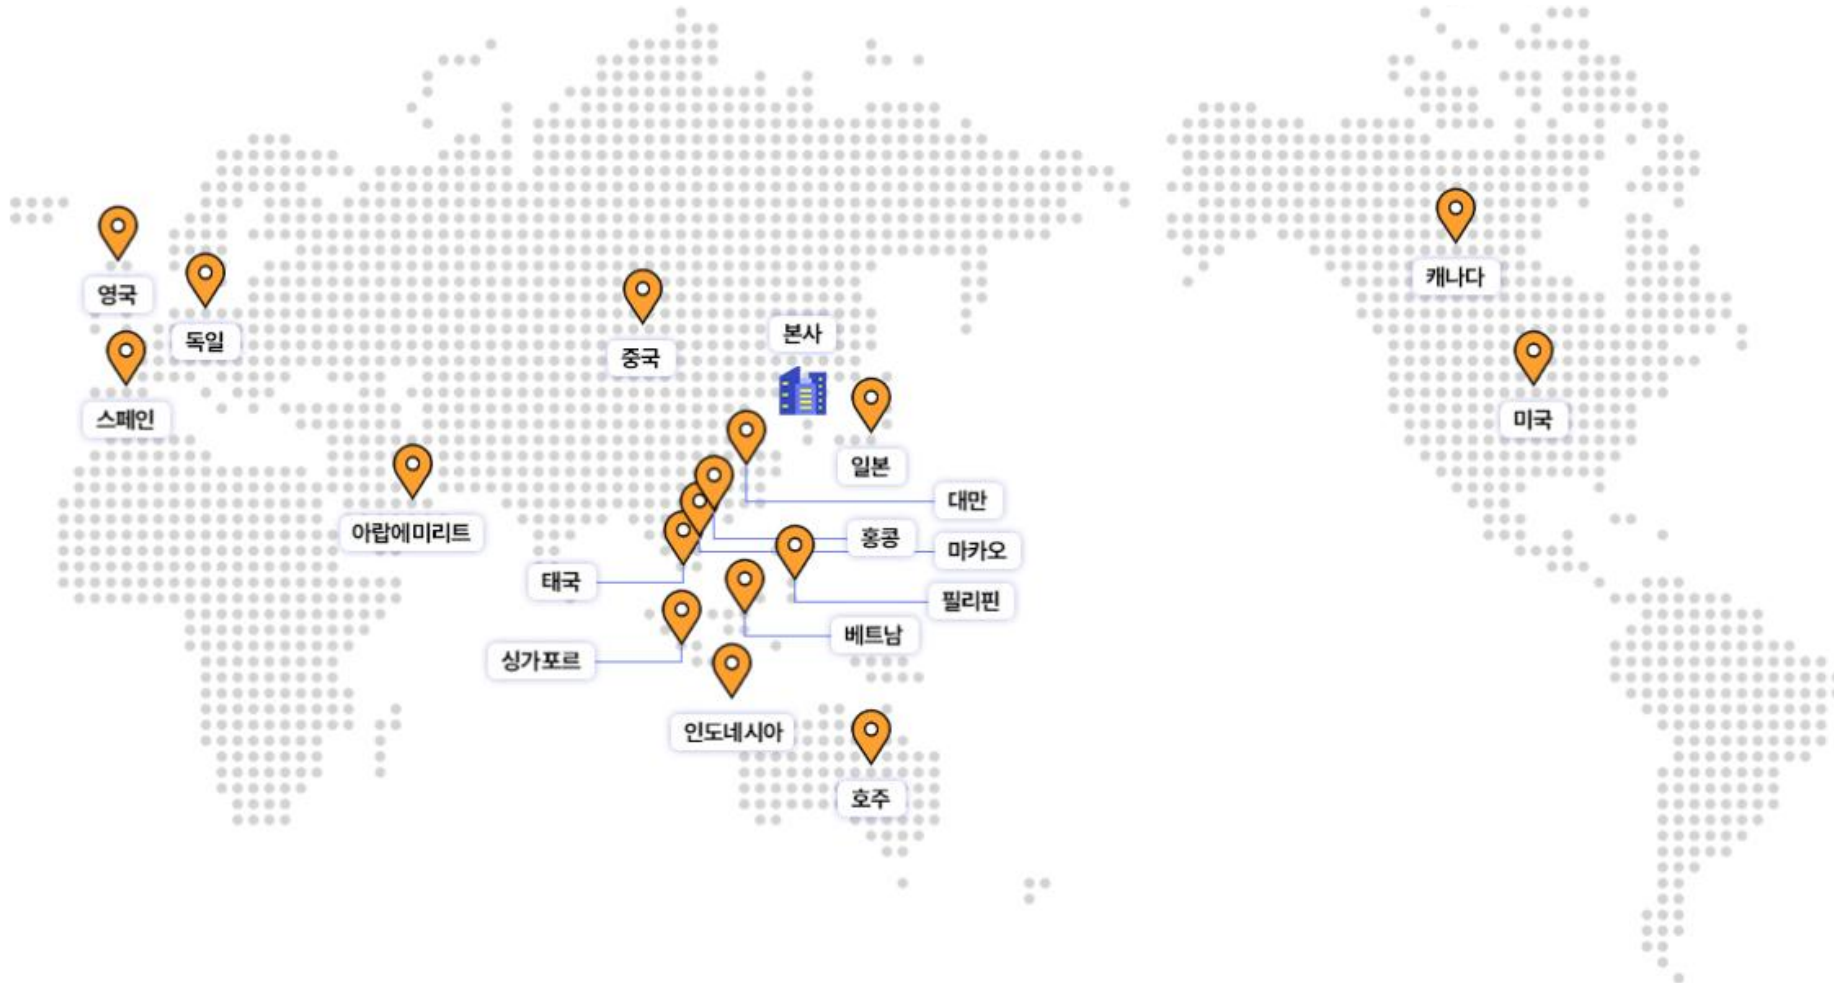 캐나다
영국
본사
독일
중국
스페인
미국
일본
대만
아랍에미리트
홍콩
마카오
태국
필리핀
베트남
싱가포르
인도네시아
호주